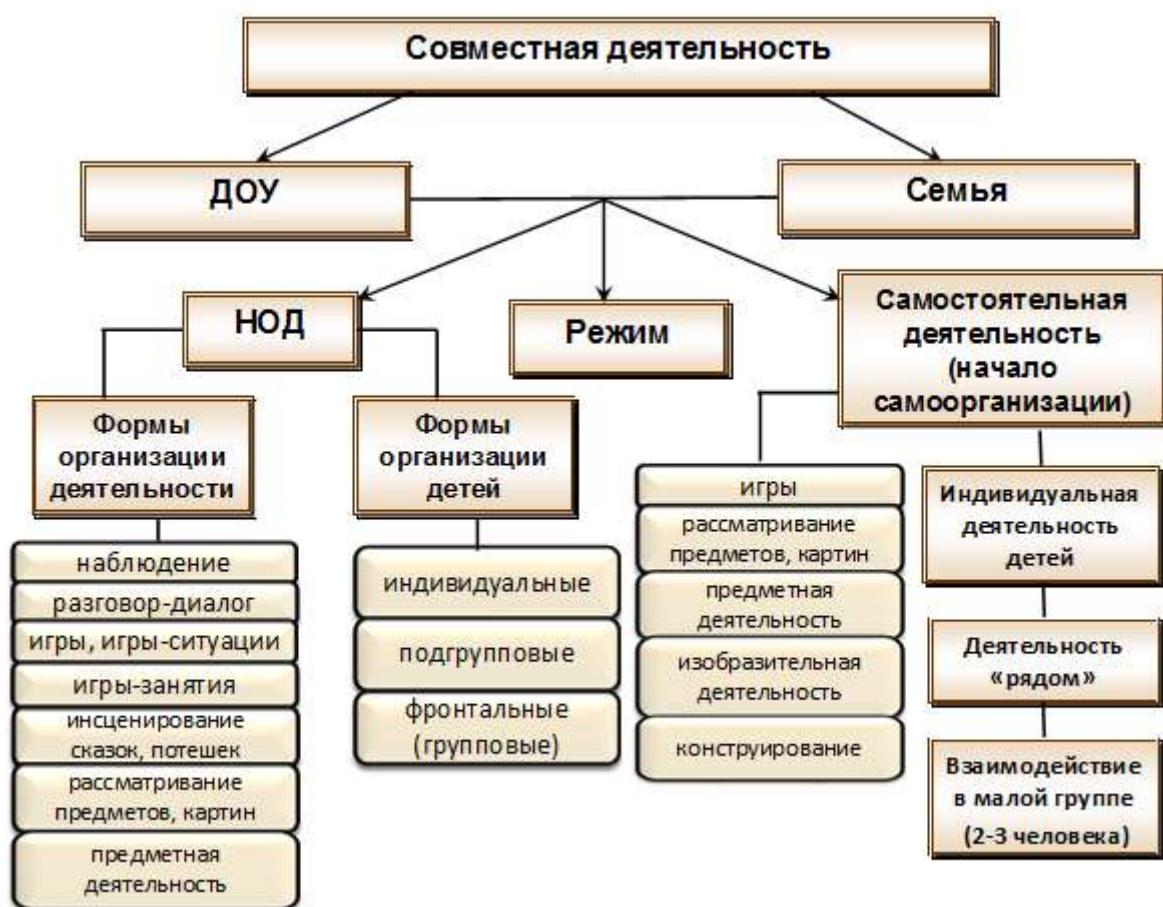 Совместная деятельность
ДОУ
Семья
НОД
Режим
Самостоятельная
деятельность
(начало
самоорганизации)
Формы
организации
деятельности
Формы
организации
детей
наблюдение
разговор-диалог
игры, игры-ситуации
игры-занятия
инсценирование
сказок, потешек
рассматривание
предметов, картин
предметная
деятельность
индивидуальные
подгрупповые
фронтальные
(групповые)
игры
рассматривание
предметов, картин
предметная
деятельность
изобразительная
деятельность
конструирование
Индивидуальная
деятельность
детей
Деятельность
«рядом»
Взаимодействие
в малой группе
(2-3 человека)